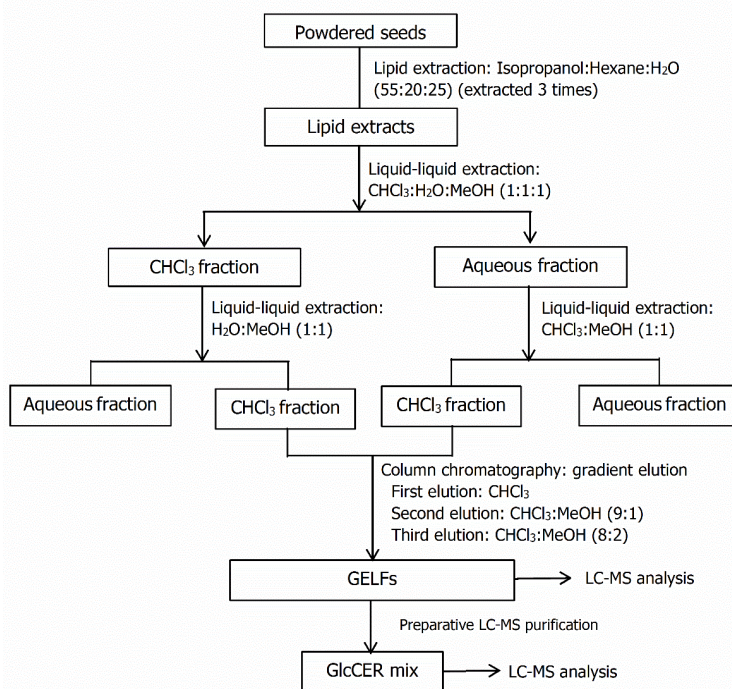 Powdered seeds
Lipid extraction: Isopropanol:Hexane:H₂O
(55:20:25) (extracted 3 times)
Lipid extracts
Liquid-liquid extraction:
CHCl₃:H₂O:MeOH (1:1:1)
CHCl₃ fraction
Aqueous fraction
Liquid-liquid extraction:
H₂O:MeOH (1:1)
Liquid-liquid extraction:
CHCl₃:MeOH (1:1)
Aqueous fraction
CHCl₃ fraction
CHCl₃ fraction
Aqueous fraction
Column chromatography: gradient elution
First elution: CHCl₃
Second elution: CHCl₃:MeOH (9:1)
Third elution: CHCl₃:MeOH (8:2)
GELFs
LC-MS analysis
Preparative LC-MS purification
GlcCER mix
LC-MS analysis